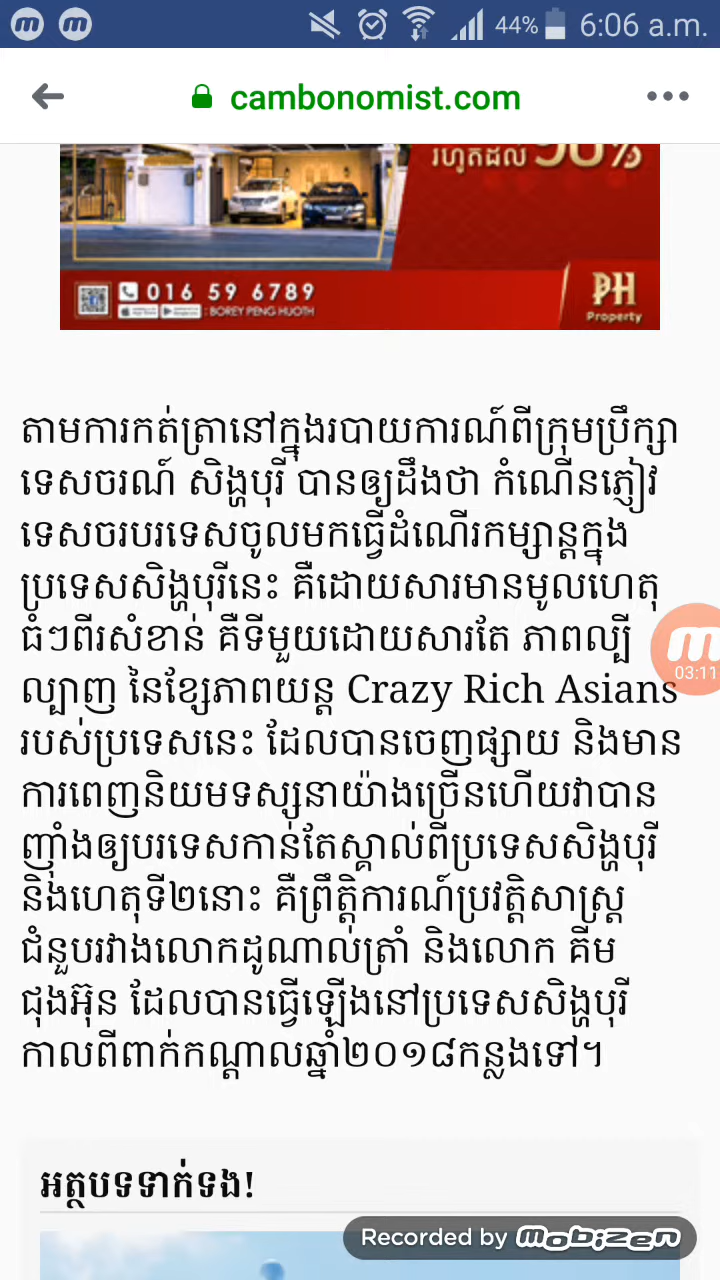 44% 6:06 a.m.
cambonomist.com
រហូតដល់ 90%
016 59 6789
: BOREY PENG HUOTH
PH
Property
តាមការកត់ត្រានៅក្នុងរបាយការណ៍ពីក្រុមប្រឹក្សា
ទេសចរណ៍ សិង្ហបុរី បានឲ្យដឹងថា កំណើនភ្ញៀវ
ទេសចរបរទេសចូលមកធ្វើដំណើរកម្សាន្តក្នុង
ប្រទេសសិង្ហបុរីនេះ គឺដោយសារមានមូលហេតុ
ធំៗពីរសំខាន់ គឺទីមួយដោយសារតែ ភាពល្បី
ល្បាញ នៃខ្សែភាពយន្ត Crazy Rich Asians
របស់ប្រទេសនេះ ដែលបានចេញផ្សាយ និងមាន
ការពេញនិយមទស្សនាយ៉ាងច្រើនហើយវាបាន
ញ៉ាំងឲ្យបរទេសកាន់តែស្គាល់ពីប្រទេសសិង្ហបុរី
និងហេតុទី២នោះ គឺព្រឹត្តិការណ៍ប្រវត្តិសាស្ត្រ
ជំនួបរវាងលោកដូណាល់ត្រាំ និងលោក គីម
ជុងអ៊ុន ដែលបានធ្វើឡើងនៅប្រទេសសិង្ហបុរី
កាលពីពាក់កណ្តាលឆ្នាំ២០១៨កន្លងទៅ។
03:11
អត្ថបទទាក់ទង!
Recorded by mobizen